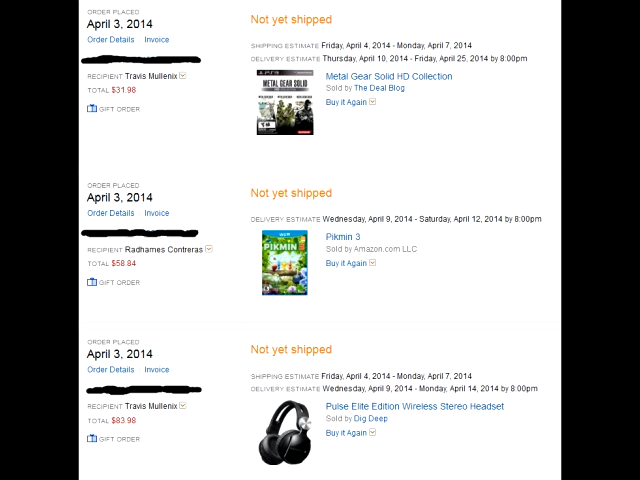 ORDER PLACED
April 3, 2014
Order Details Invoice
RECIPIENT Travis Mullenix
TOTAL $31.98
GIFT ORDER
Not yet shipped
SHIPPING ESTIMATE Friday, April 4, 2014 - Monday, April 7, 2014
DELIVERY ESTIMATE Thursday, April 10, 2014 - Friday, April 25, 2014 by 8:00pm
PS3
METAL GEAR SOLID
Metal Gear Solid HD Collection
Sold by The Deal Blog
Buy it Again
ORDER PLACED
April 3, 2014
Order Details Invoice
RECIPIENT Radhames Contreras
TOTAL $58.84
GIFT ORDER
Not yet shipped
DELIVERY ESTIMATE Wednesday, April 9, 2014 - Saturday, April 12, 2014 by 8:00pm
Wii U
PIKMIN 3
Pikmin 3
Sold by Amazon.com LLC
Buy it Again
ORDER PLACED
April 3, 2014
Order Details Invoice
RECIPIENT Travis Mullenix
TOTAL $83.98
GIFT ORDER
Not yet shipped
SHIPPING ESTIMATE Friday, April 4, 2014 - Monday, April 7, 2014
DELIVERY ESTIMATE Wednesday, April 9, 2014 - Monday, April 14, 2014 by 8:00pm
Pulse Elite Edition Wireless Stereo Headset
Sold by Dig Deep
Buy it Again